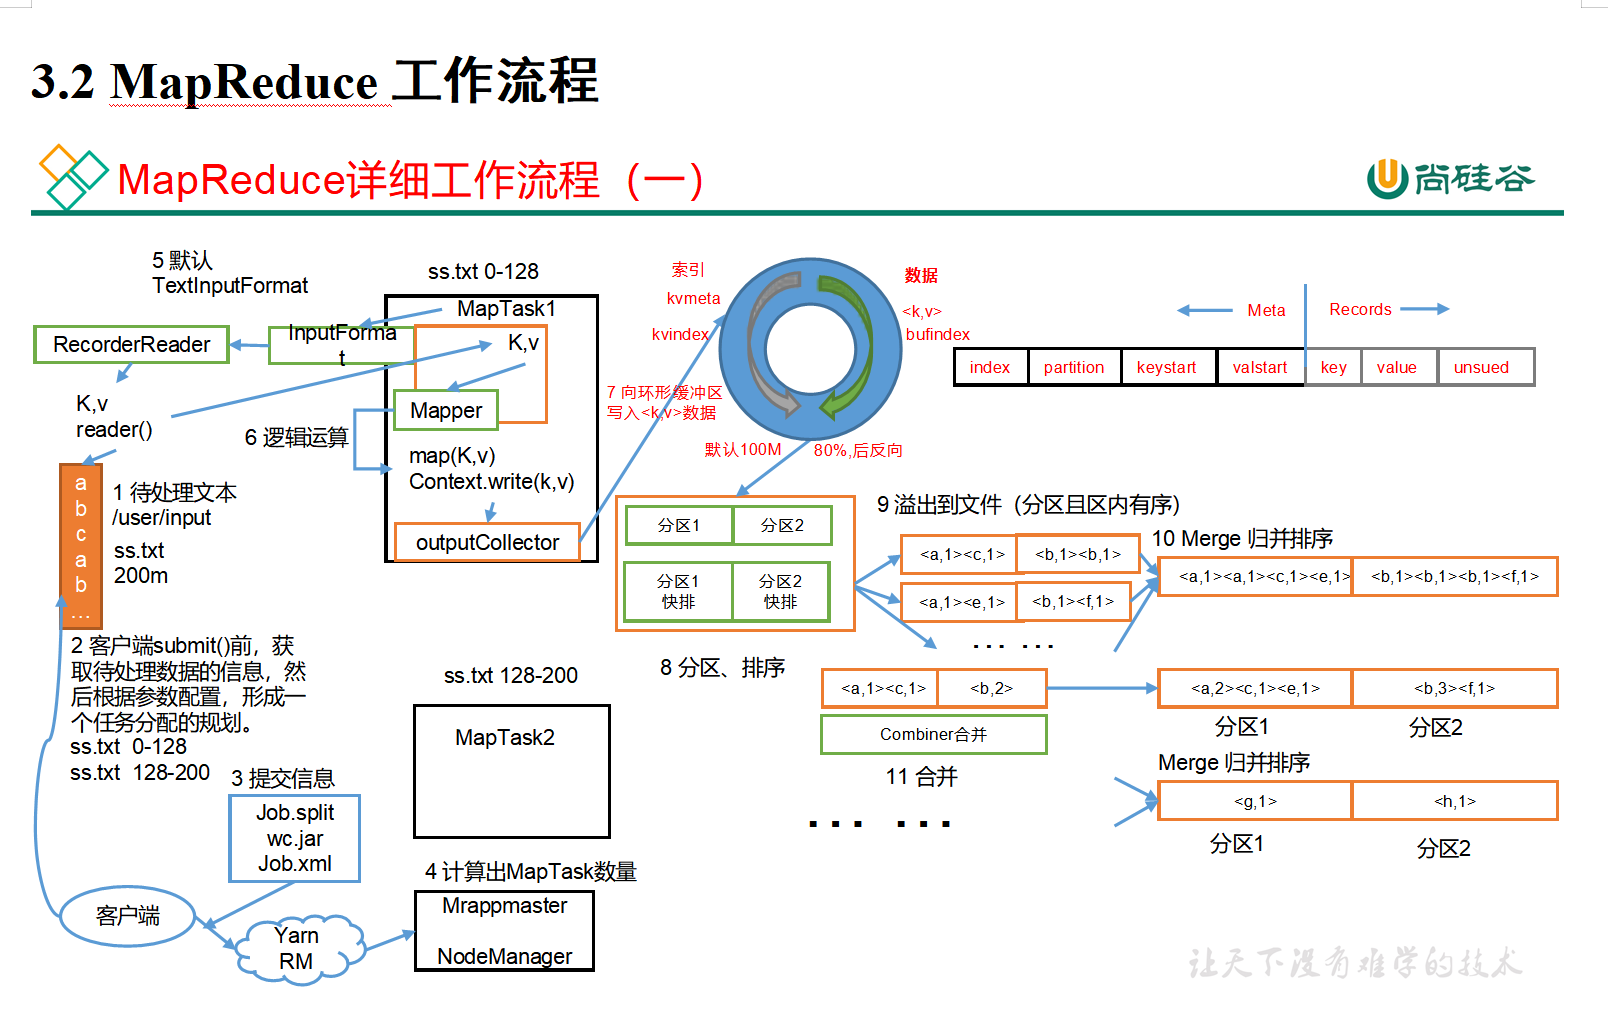 3.2 MapReduce 工作流程
MapReduce详细工作流程（一）
尚硅谷
5 默认
TextInputFormat
RecorderReader
InputForma
t
K,v
reader()
a
b
c
a
b
...
1 待处理文本
/user/input
ss.txt
200m
2 客户端submit()前，获
取待处理数据的信息，然
后根据参数配置，形成一
个任务分配的规划。
ss.txt 0-128
ss.txt 128-200
3 提交信息
Job.split
wc.jar
Job.xml
客户端
Yarn
RM
4 计算出MapTask数量
Mrappmaster
NodeManager
ss.txt 0-128
MapTask1
K,v
Mapper
6 逻辑运算
map(K,v)
Context.write(k,v)
outputCollector
ss.txt 128-200
MapTask2
索引
kvmeta
kvindex
数据
<k,v>
bufindex
7 向环形缓冲区
写入<k,v>数据
默认100M
80%,后反向
Meta
Records
index
partition
keystart
valstart
key
value
unsued
分区1
分区2
分区1
快排
分区2
快排
8 分区、排序
9 溢出到文件（分区且区内有序）
<a,1><c,1>
<b,1><b,1>
<a,1><e,1>
<b,1><f,1>
... ...
10 Merge 归并排序
<a,1><a,1><c,1><e,1>
<b,1><b,1><b,1><f,1>
<a,1><c,1>
<b,2>
Combiner合并
11 合并
<a,2><c,1><e,1>
<b,3><f,1>
分区1
分区2
Merge 归并排序
<g,1>
<h,1>
分区1
分区2
... ...
让天下没有难学的技术